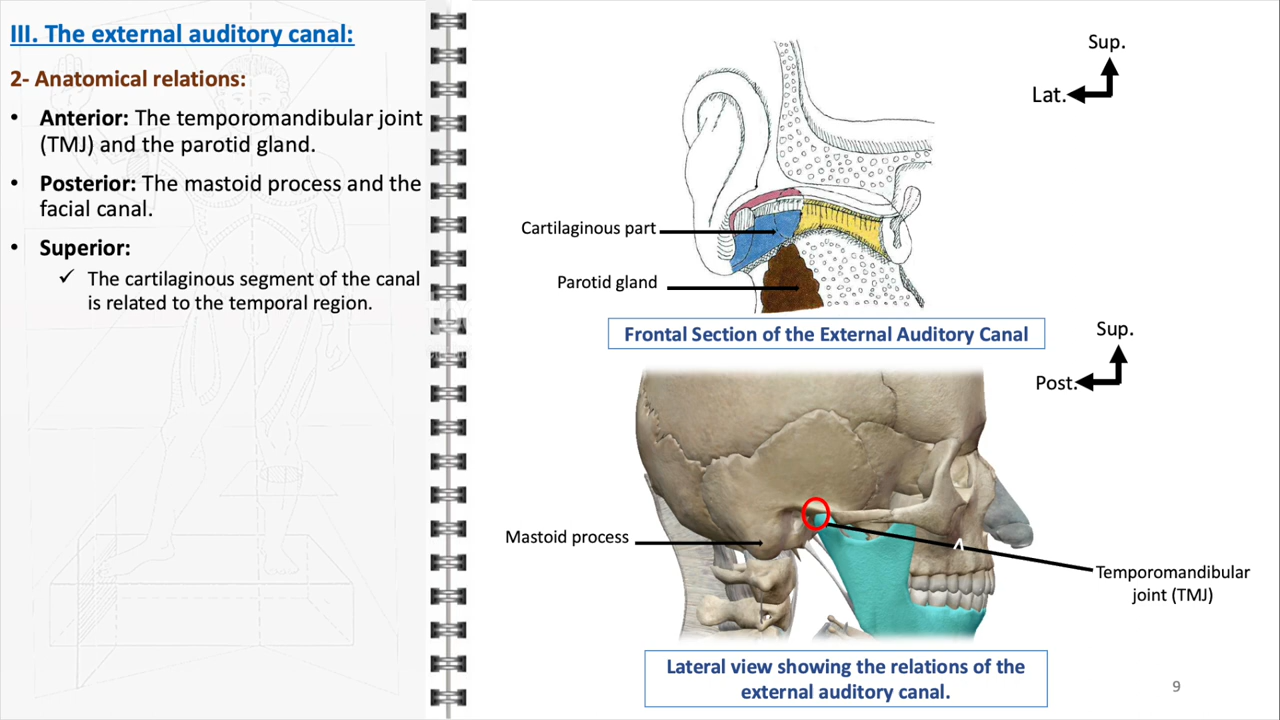 III. The external auditory canal:
2- Anatomical relations:
• Anterior: The temporomandibular joint
(TMJ) and the parotid gland.
• Posterior: The mastoid process and the
facial canal.
• Superior:
✓ The cartilaginous segment of the canal
is related to the temporal region.
Sup.
Lat.
Cartilaginous part
Parotid gland
Frontal Section of the External Auditory Canal
Sup.
Post.
Mastoid process
Temporomandibular
joint (TMJ)
Lateral view showing the relations of the
external auditory canal.
9